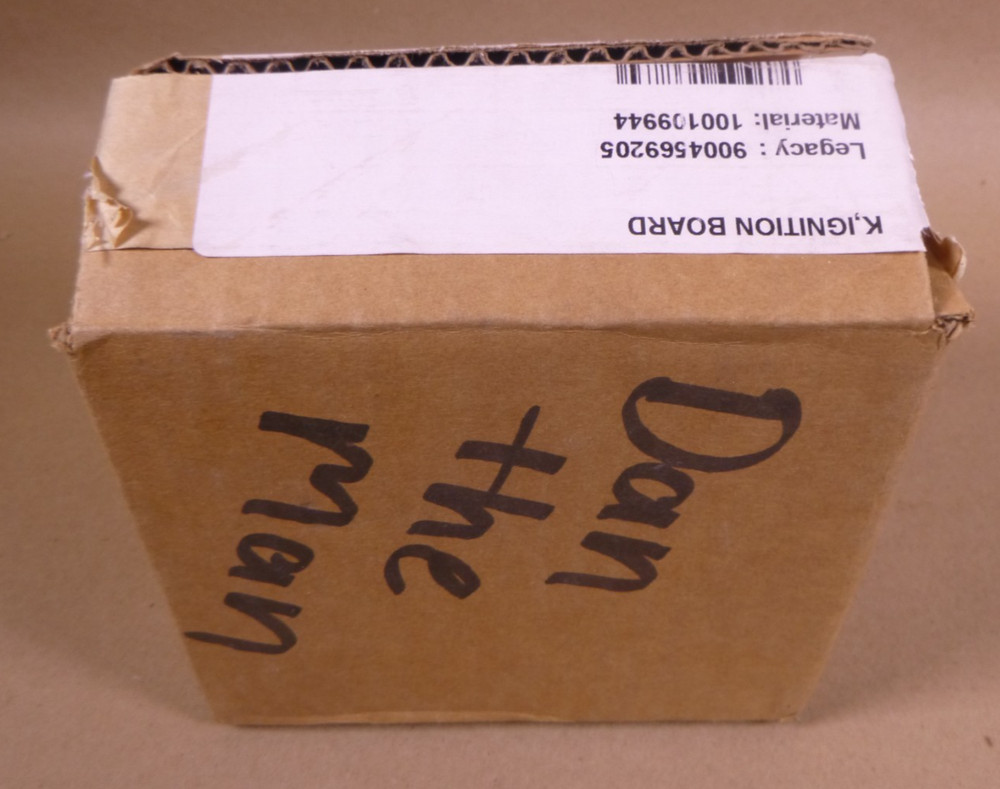 K,IGNITION BOARD
Legacy : 9004569205
Material: 100109944
Dan
the
man